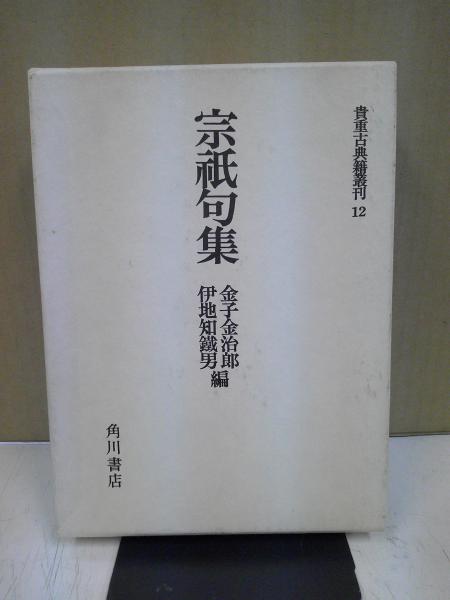 貴重古典籍叢刊 12
宗祇句集
金子金治郎
伊地知鐵男 編
角川書店